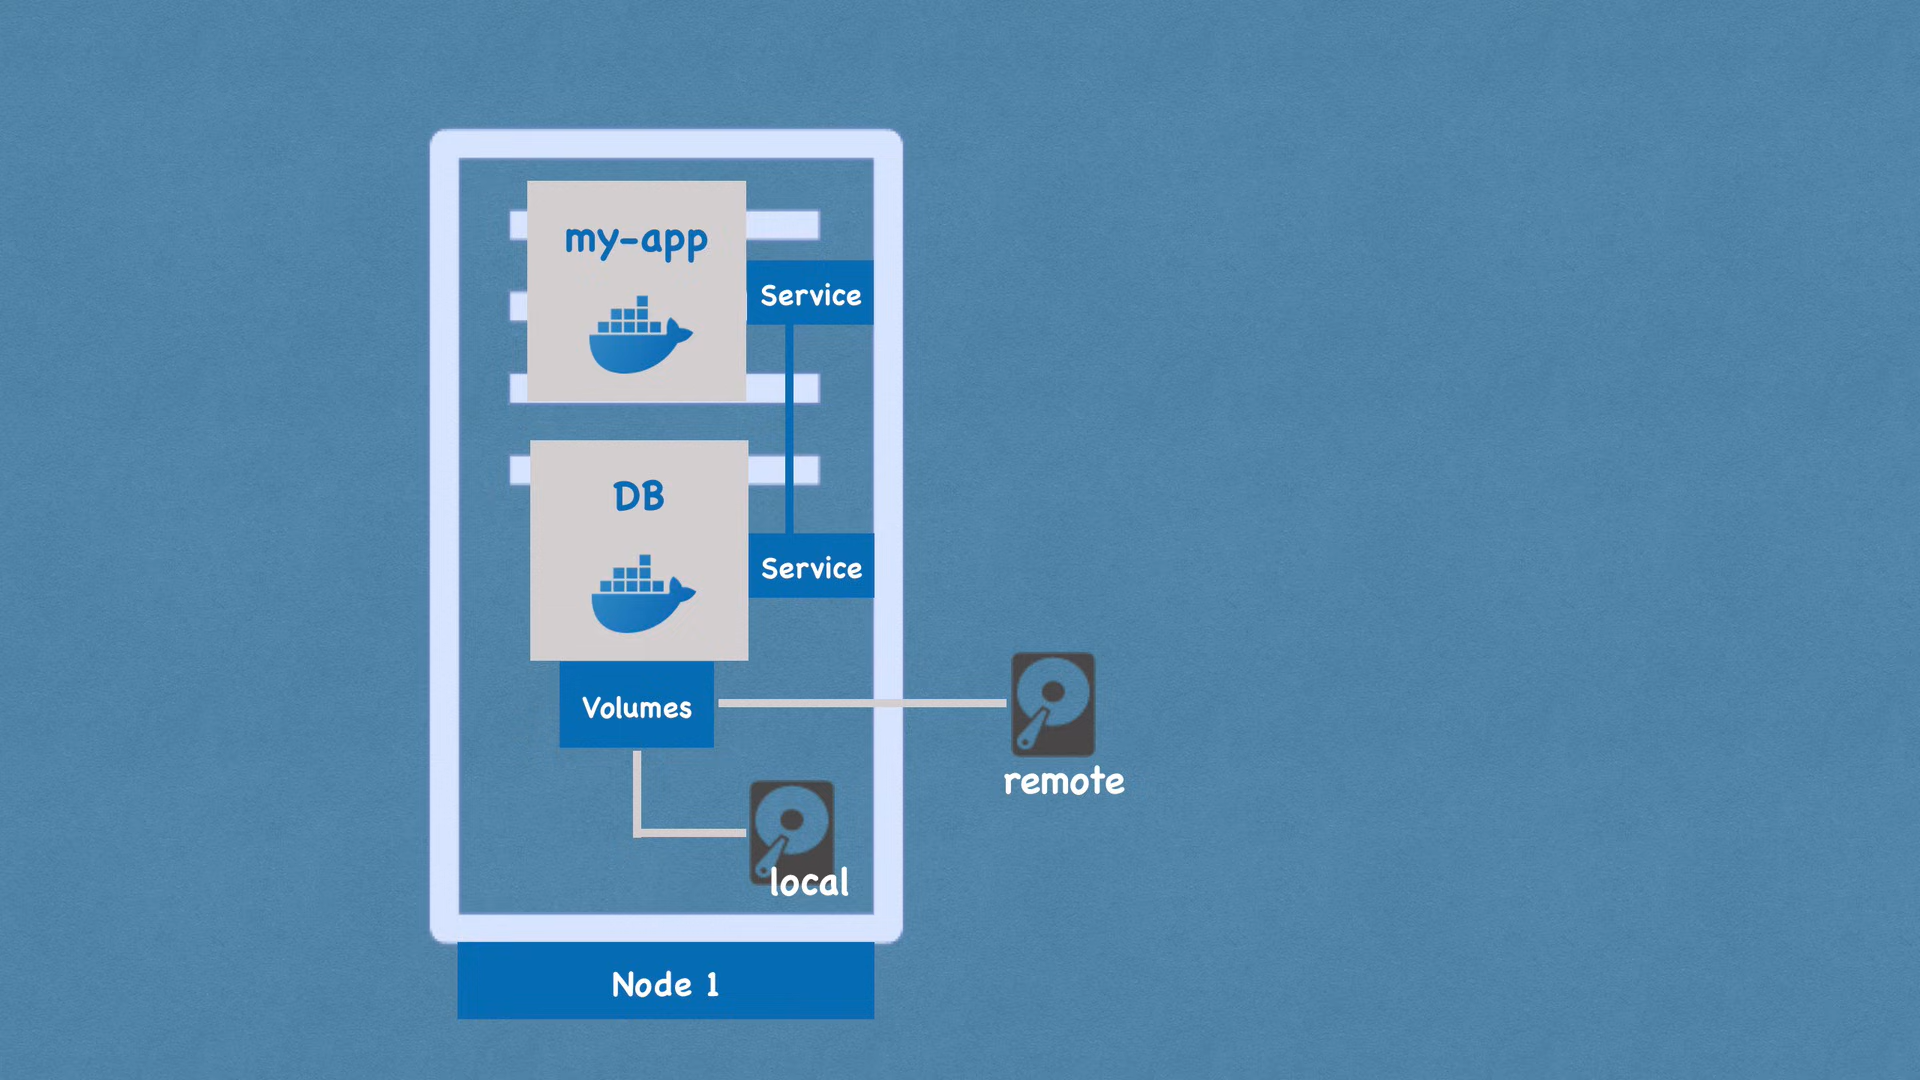 my-app
Service
DB
Service
Volumes
remote
local
Node 1